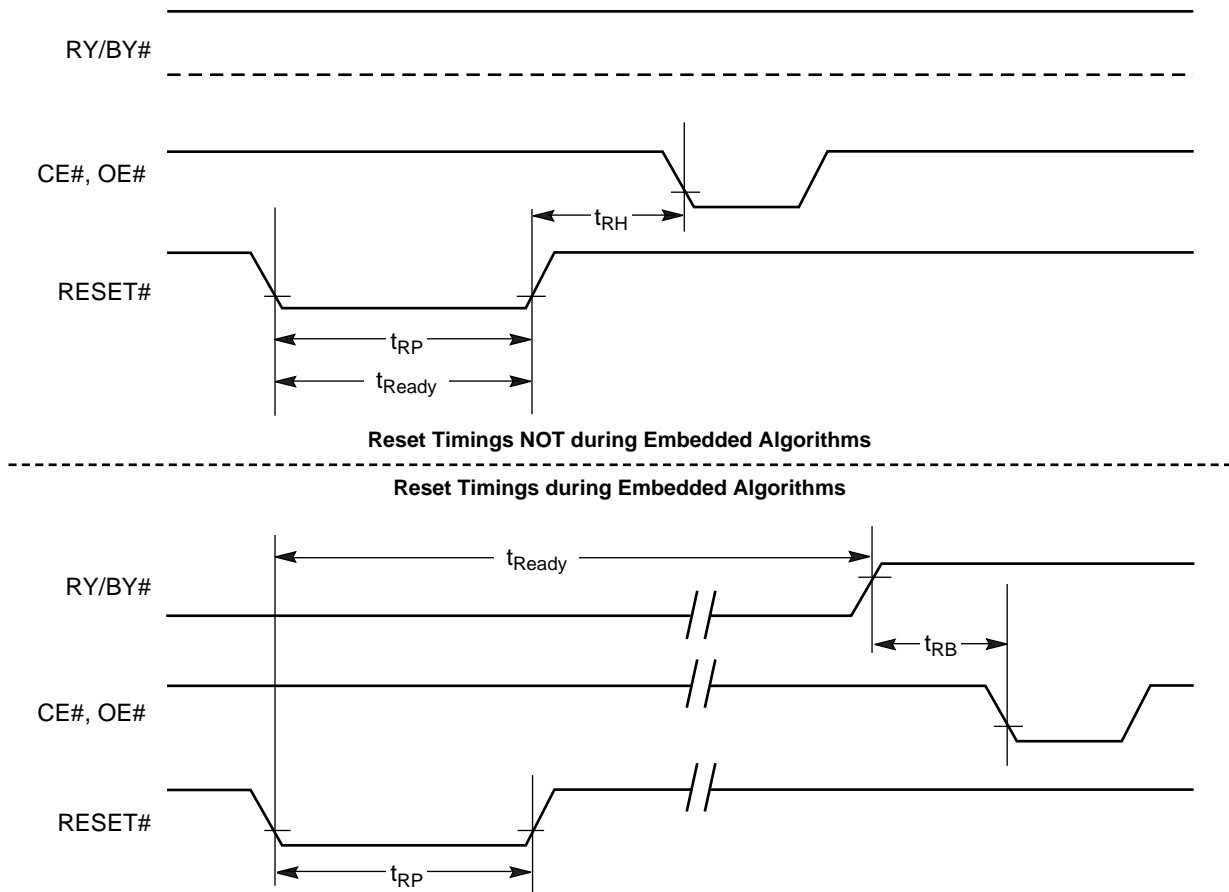 RY/BY#
CE#, OE#
tRH
RESET#
tRP
tReady
Reset Timings NOT during Embedded Algorithms
Reset Timings during Embedded Algorithms
tReady
RY/BY#
tRB
CE#, OE#
RESET#
tRP